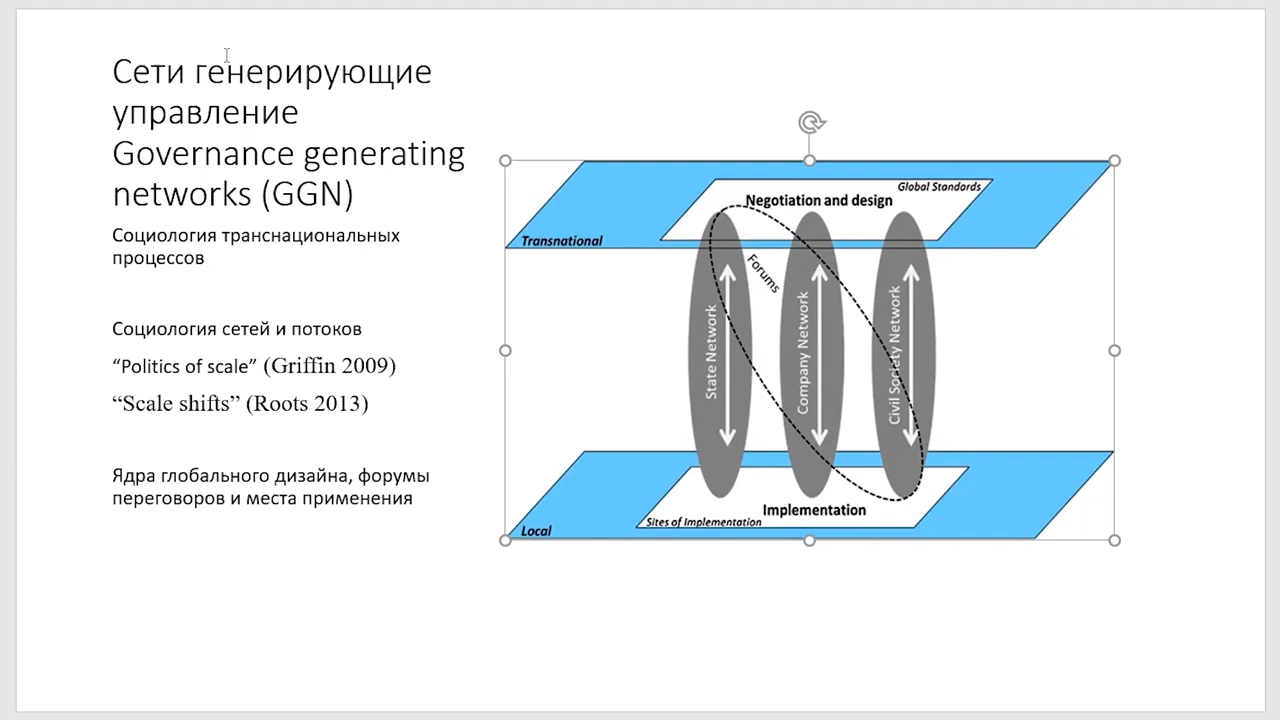 Сети генерирующие
управление
Governance generating
networks (GGN)
Социология транснациональных
процессов
Социология сетей и потоков
“Politics of scale” (Griffin 2009)
“Scale shifts” (Roots 2013)
Ядра глобального дизайна, форумы
переговоров и места применения
Global Standards
Negotiation and design
Transnational
Forums
State Network
Company Network
Civil Society Network
Implementation
Sites of Implementation
Local